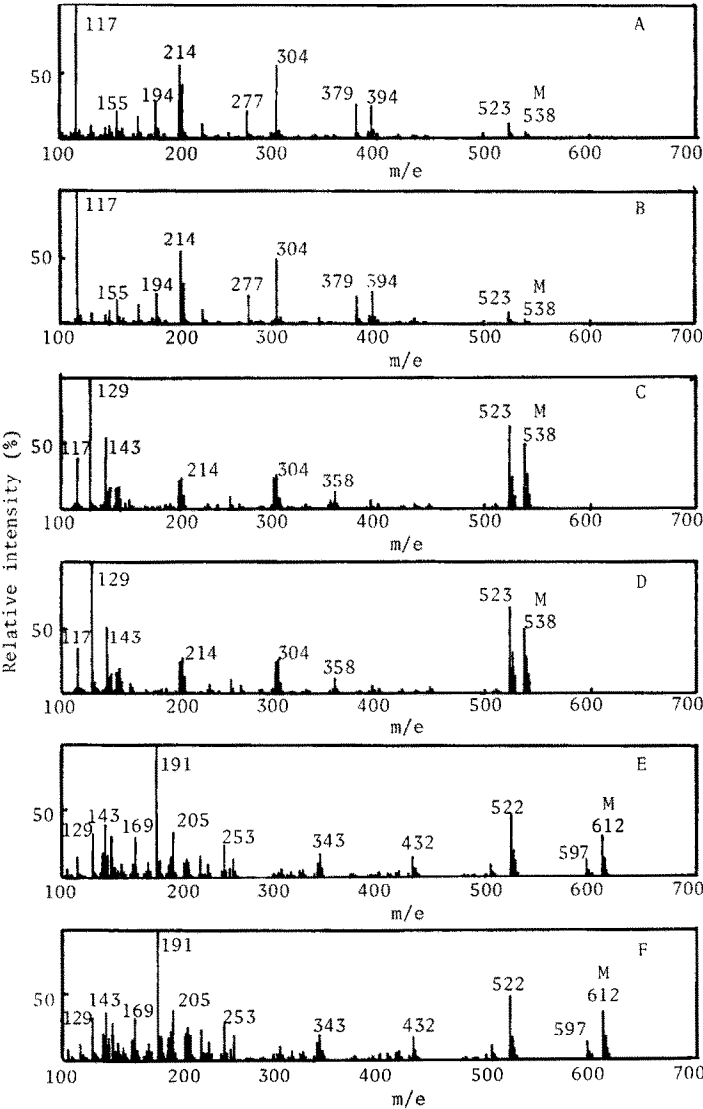 Relative intensity (%)
117 A
214
304
50 155 194 277 379 394 523 M 538
100 200 300 400 500 600 700
m/e
117 B
214
304
50 155 194 277 379 594 523 M 538
100 200 300 400 500 600 700
m/e
129 C
50 117 143 214 304 358 523 M 538
100 200 300 400 500 600 700
m/e
129 D
50 117 143 214 304 358 523 M 538
100 200 300 400 500 600 700
m/e
191 E
50 129 143 169 205 253 343 432 522 597 M 612
100 200 300 400 500 600 700
m/e
191 F
50 129 143 169 205 253 343 432 522 597 M 612
100 200 300 400 500 600 700
m/e